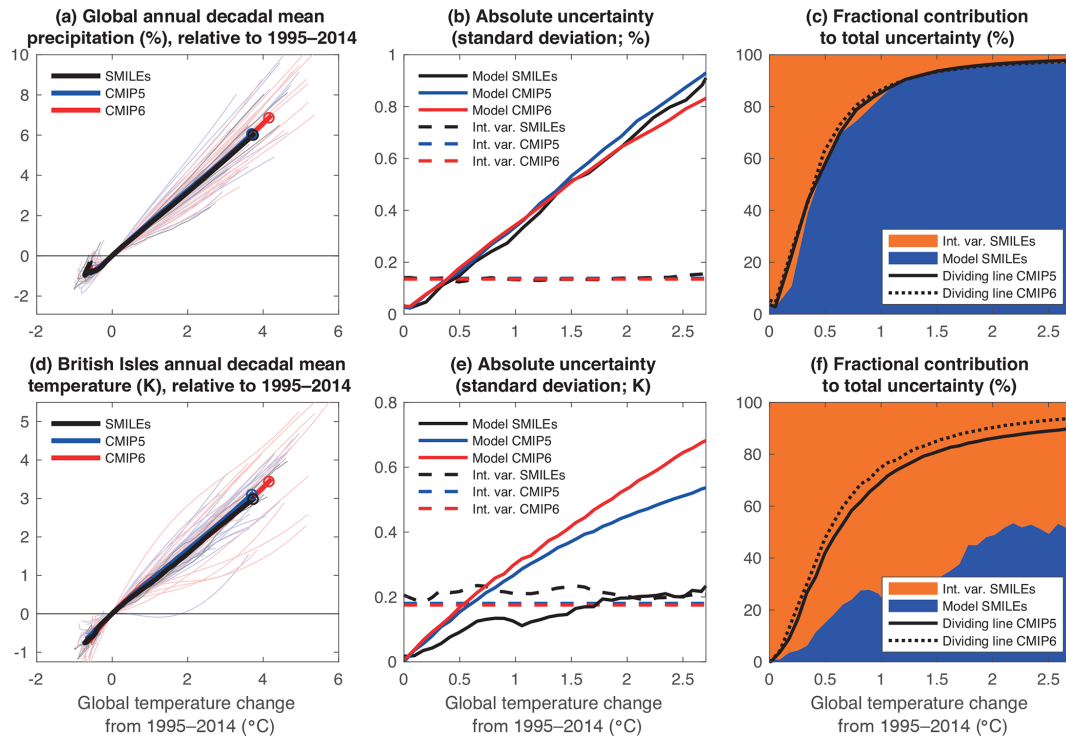 (a) Global annual decadal mean
precipitation (%), relative to 1995–2014
10
8
6
4
2
0
-2
-2
0
2
4
6
SMILEs
CMIP5
CMIP6
(b) Absolute uncertainty
(standard deviation; %)
1
0.8
0.6
0.4
0.2
0
0
0.5
1
1.5
2
2.5
Model SMILEs
Model CMIP5
Model CMIP6
Int. var. SMILEs
Int. var. CMIP5
Int. var. CMIP6
(c) Fractional contribution
to total uncertainty (%)
100
80
60
40
20
0
0
0.5
1
1.5
2
2.5
Int. var. SMILEs
Model SMILEs
Dividing line CMIP5
Dividing line CMIP6
(d) British Isles annual decadal mean
temperature (K), relative to 1995–2014
5
4
3
2
1
0
-1
-2
0
2
4
6
SMILEs
CMIP5
CMIP6
Global temperature change
from 1995–2014 (°C)
(e) Absolute uncertainty
(standard deviation; K)
0.8
0.6
0.4
0.2
0
0
0.5
1
1.5
2
2.5
Model SMILEs
Model CMIP5
Model CMIP6
Int. var. SMILEs
Int. var. CMIP5
Int. var. CMIP6
Global temperature change
from 1995–2014 (°C)
(f) Fractional contribution
to total uncertainty (%)
100
80
60
40
20
0
0
0.5
1
1.5
2
2.5
Int. var. SMILEs
Model SMILEs
Dividing line CMIP5
Dividing line CMIP6
Global temperature change
from 1995–2014 (°C)